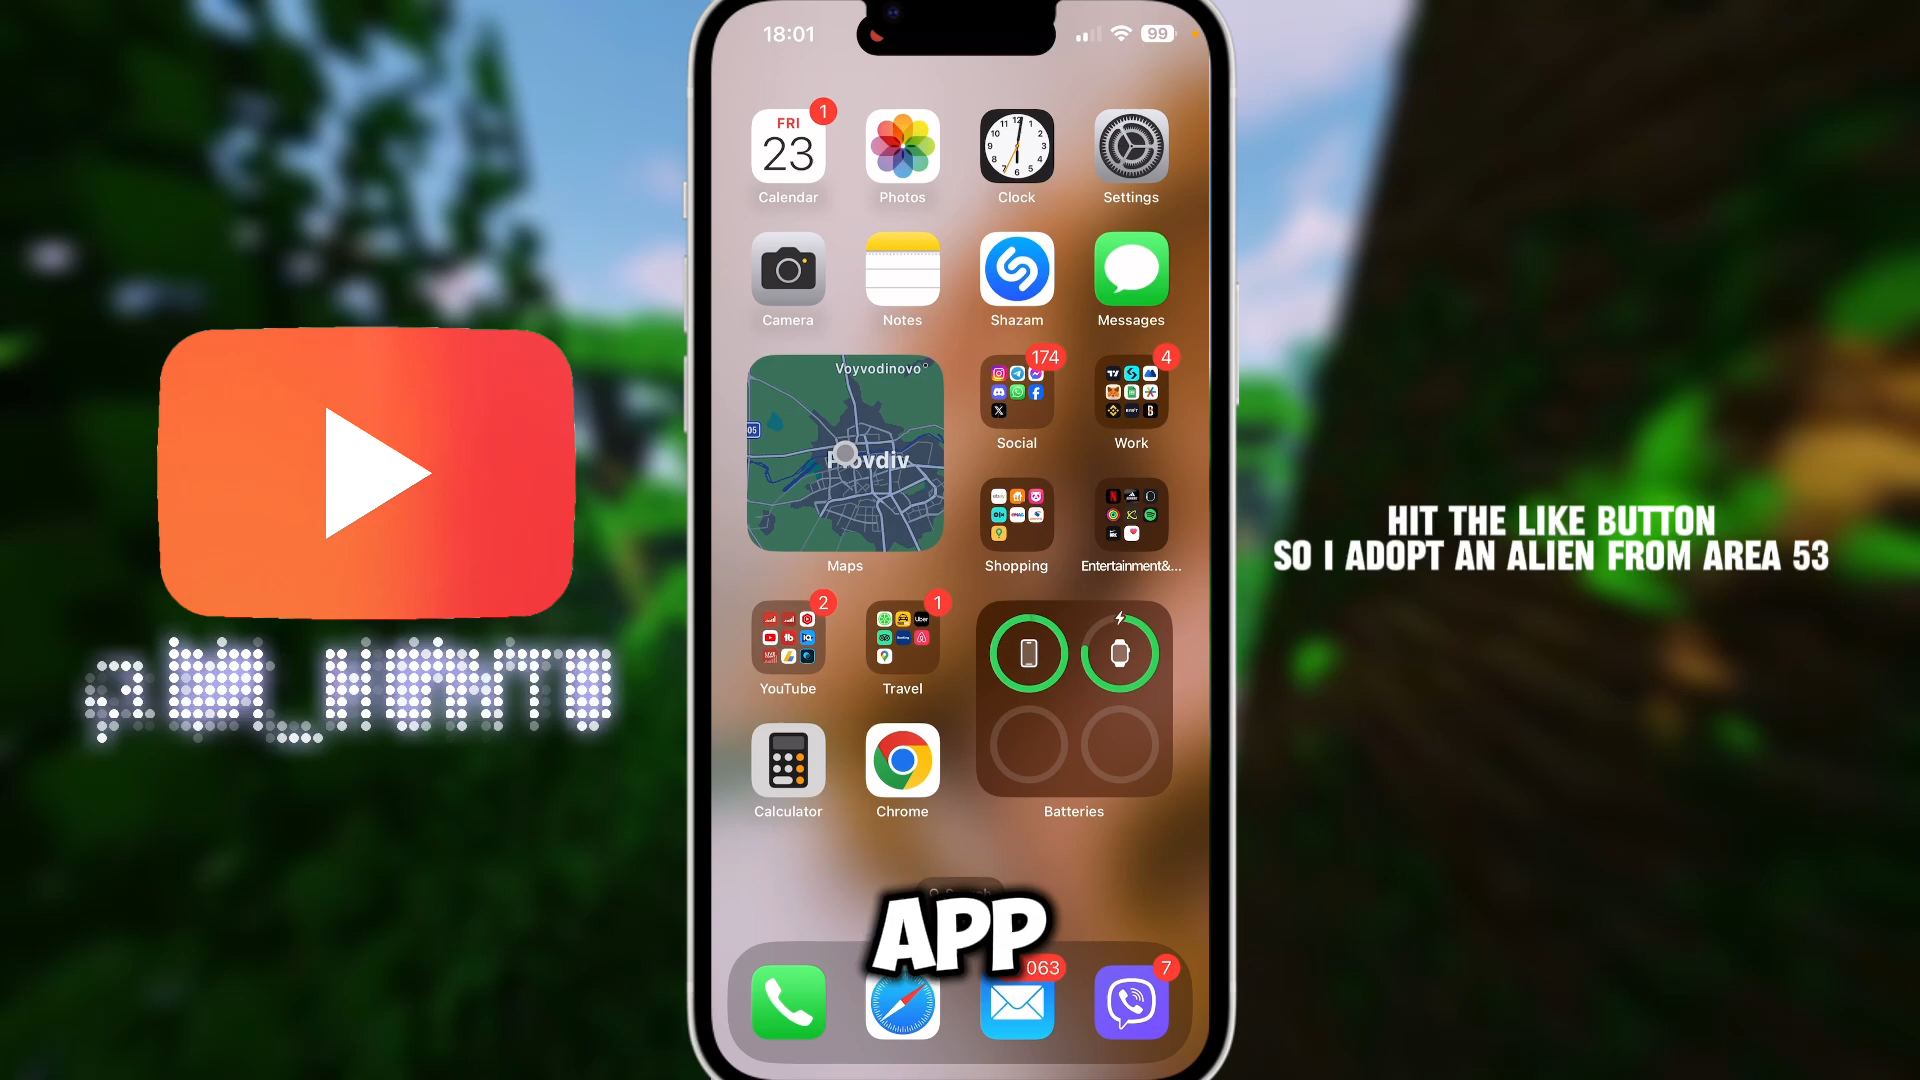 18:01
99
FRI
23
1
Calendar
Photos
Clock
Settings
Camera
Notes
Shazam
Messages
Voyvodinovo
Plovdiv
Maps
174
Social
4
Work
Shopping
Entertainment&...
HIT THE LIKE BUTTON
SO I ADOPT AN ALIEN FROM AREA 53
2
YouTube
1
Travel
Calculator
Chrome
Batteries
APP
063
7